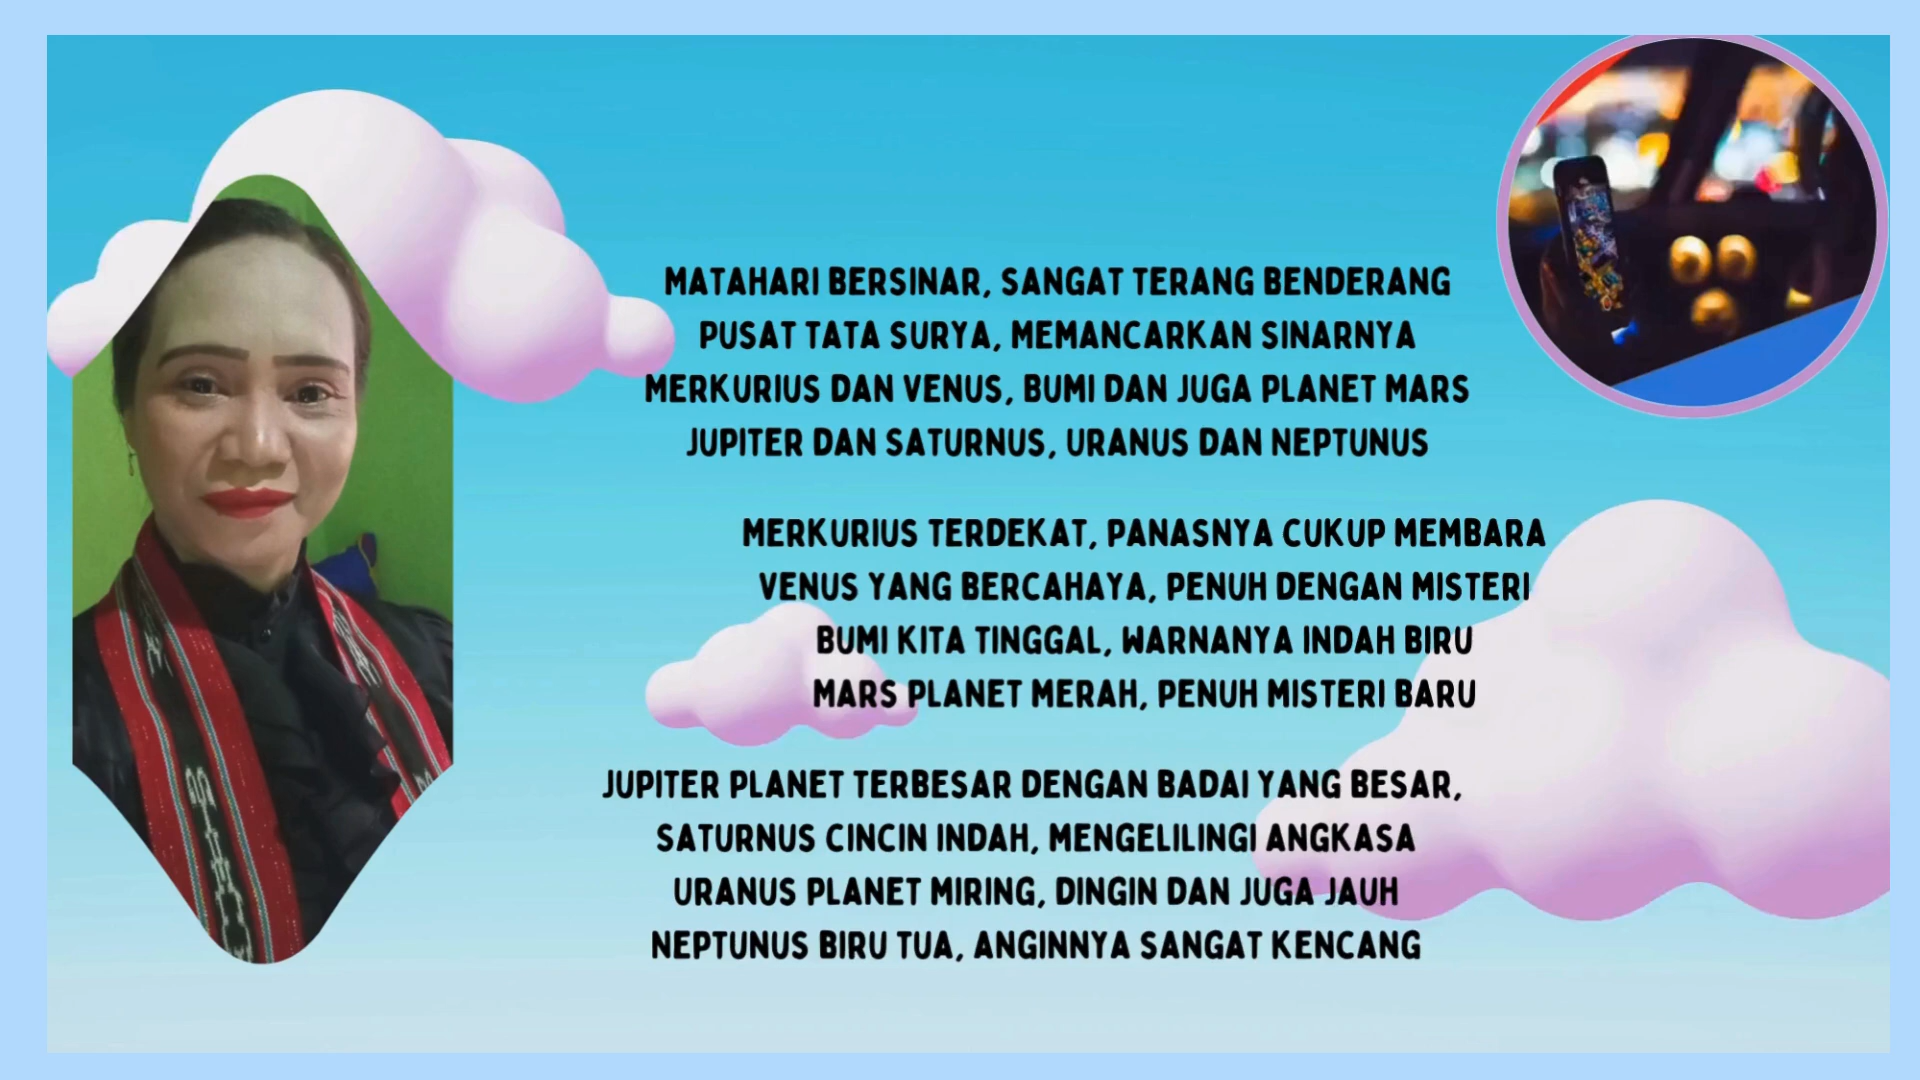 MATAHARI BERSINAR, SANGAT TERANG BENDERANG
PUSAT TATA SURYA, MEMANCARKAN SINARNYA
MERKURIUS DAN VENUS, BUMI DAN JUGA PLANET MARS
JUPITER DAN SATURNUS, URANUS DAN NEPTUNUS
MERKURIUS TERDEKAT, PANASNYA CUKUP MEMBARA
VENUS YANG BERCAHAYA, PENUH DENGAN MISTERI
BUMI KITA TINGGAL, WARNANYA INDAH BIRU
MARS PLANET MERAH, PENUH MISTERI BARU
JUPITER PLANET TERBESAR DENGAN BADAI YANG BESAR,
SATURNUS CINCIN INDAH, MENGELILINGI ANGKASA
URANUS PLANET MIRING, DINGIN DAN JUGA JAUH
NEPTUNUS BIRU TUA, ANGINNYA SANGAT KENCANG